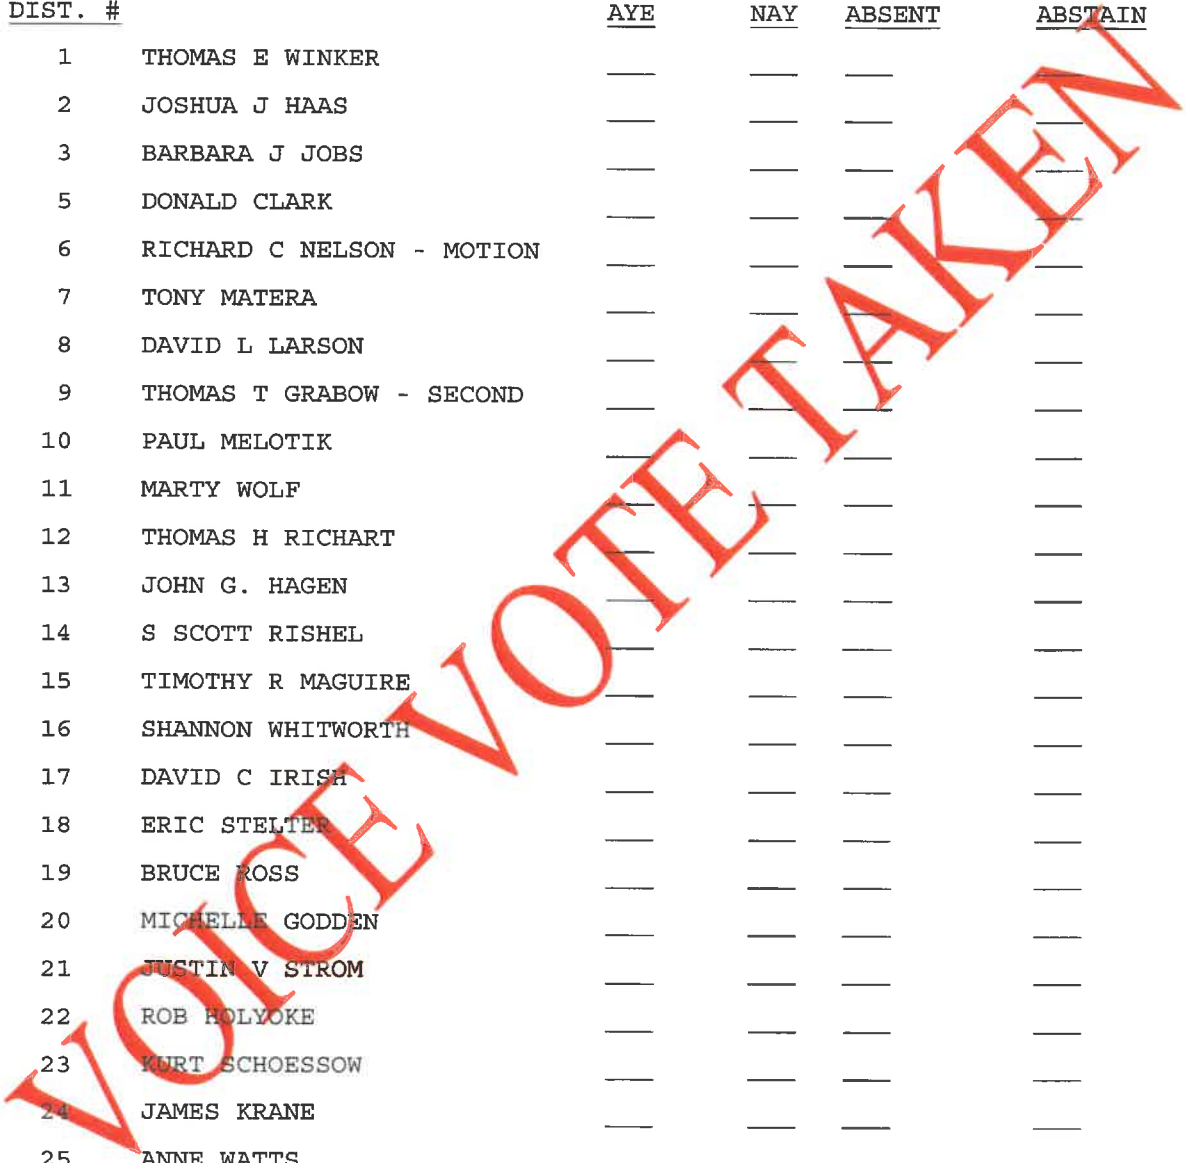 DIST. # AYE NAY ABSENT ABSTAIN
1 THOMAS E WINKER
2 JOSHUA J HAAS
3 BARBARA J JOBS
5 DONALD CLARK
6 RICHARD C NELSON - MOTION
7 TONY MATERA
8 DAVID L LARSON
9 THOMAS T GRABOW - SECOND
10 PAUL MELOTIK
11 MARTY WOLF
12 THOMAS H RICHART
13 JOHN G. HAGEN
14 S SCOTT RISHEL
15 TIMOTHY R MAGUIRE
16 SHANNON WHITWORTH
17 DAVID C IRISH
18 ERIC STELTER
19 BRUCE ROSS
20 MICHELLE GODDEN
21 JUSTIN V STROM
22 ROB HOLYOKE
23 KURT SCHOESSOW
24 JAMES KRANE
25 ANNE WATTS
VOICE VOTE TAKEN